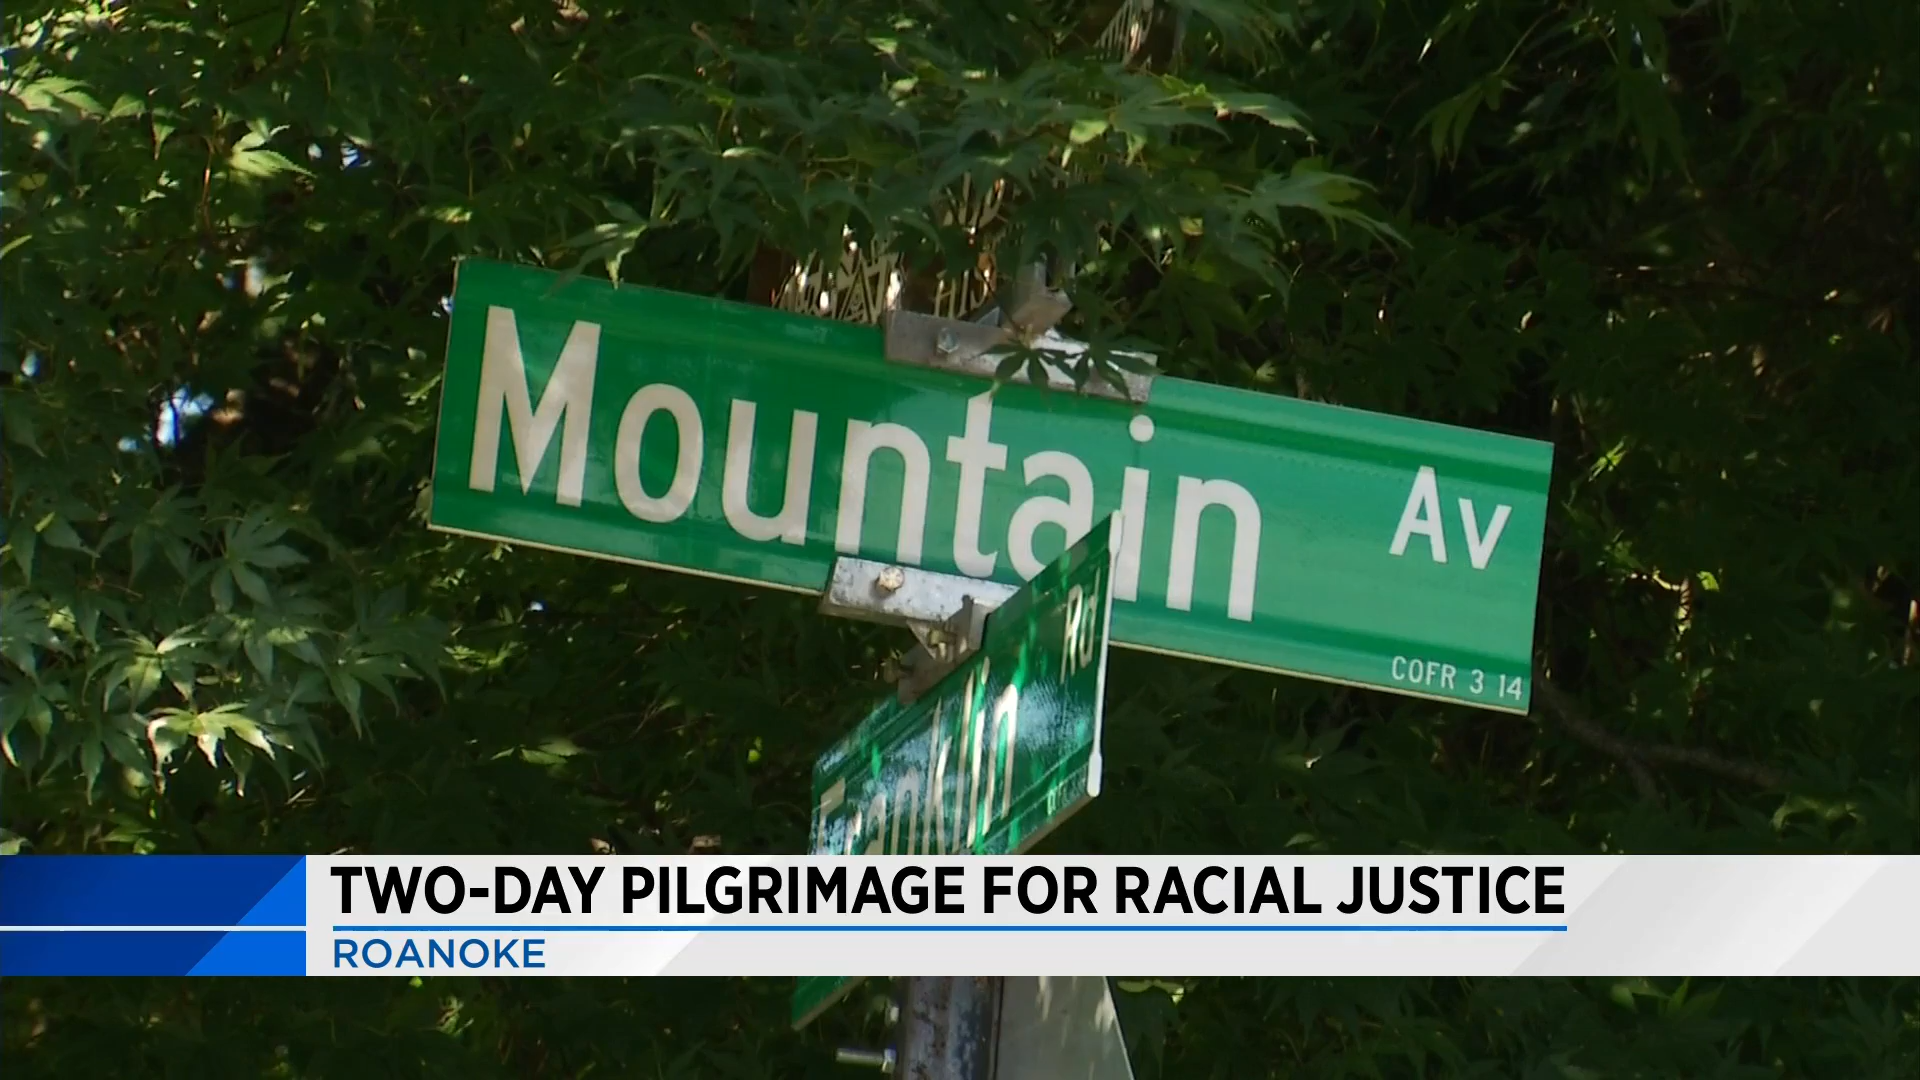 Mountain Av
COFR 3 14
Franklin Rd
TWO-DAY PILGRIMAGE FOR RACIAL JUSTICE
ROANOKE